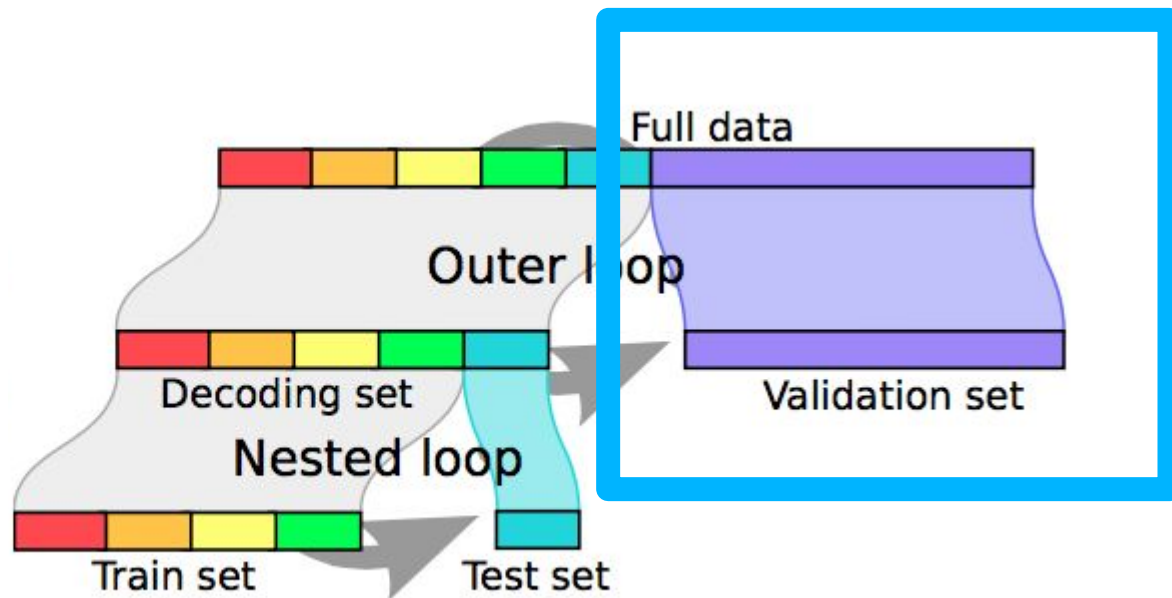 Full data
Outer loop
Decoding set
Validation set
Nested loop
Train set
Test set